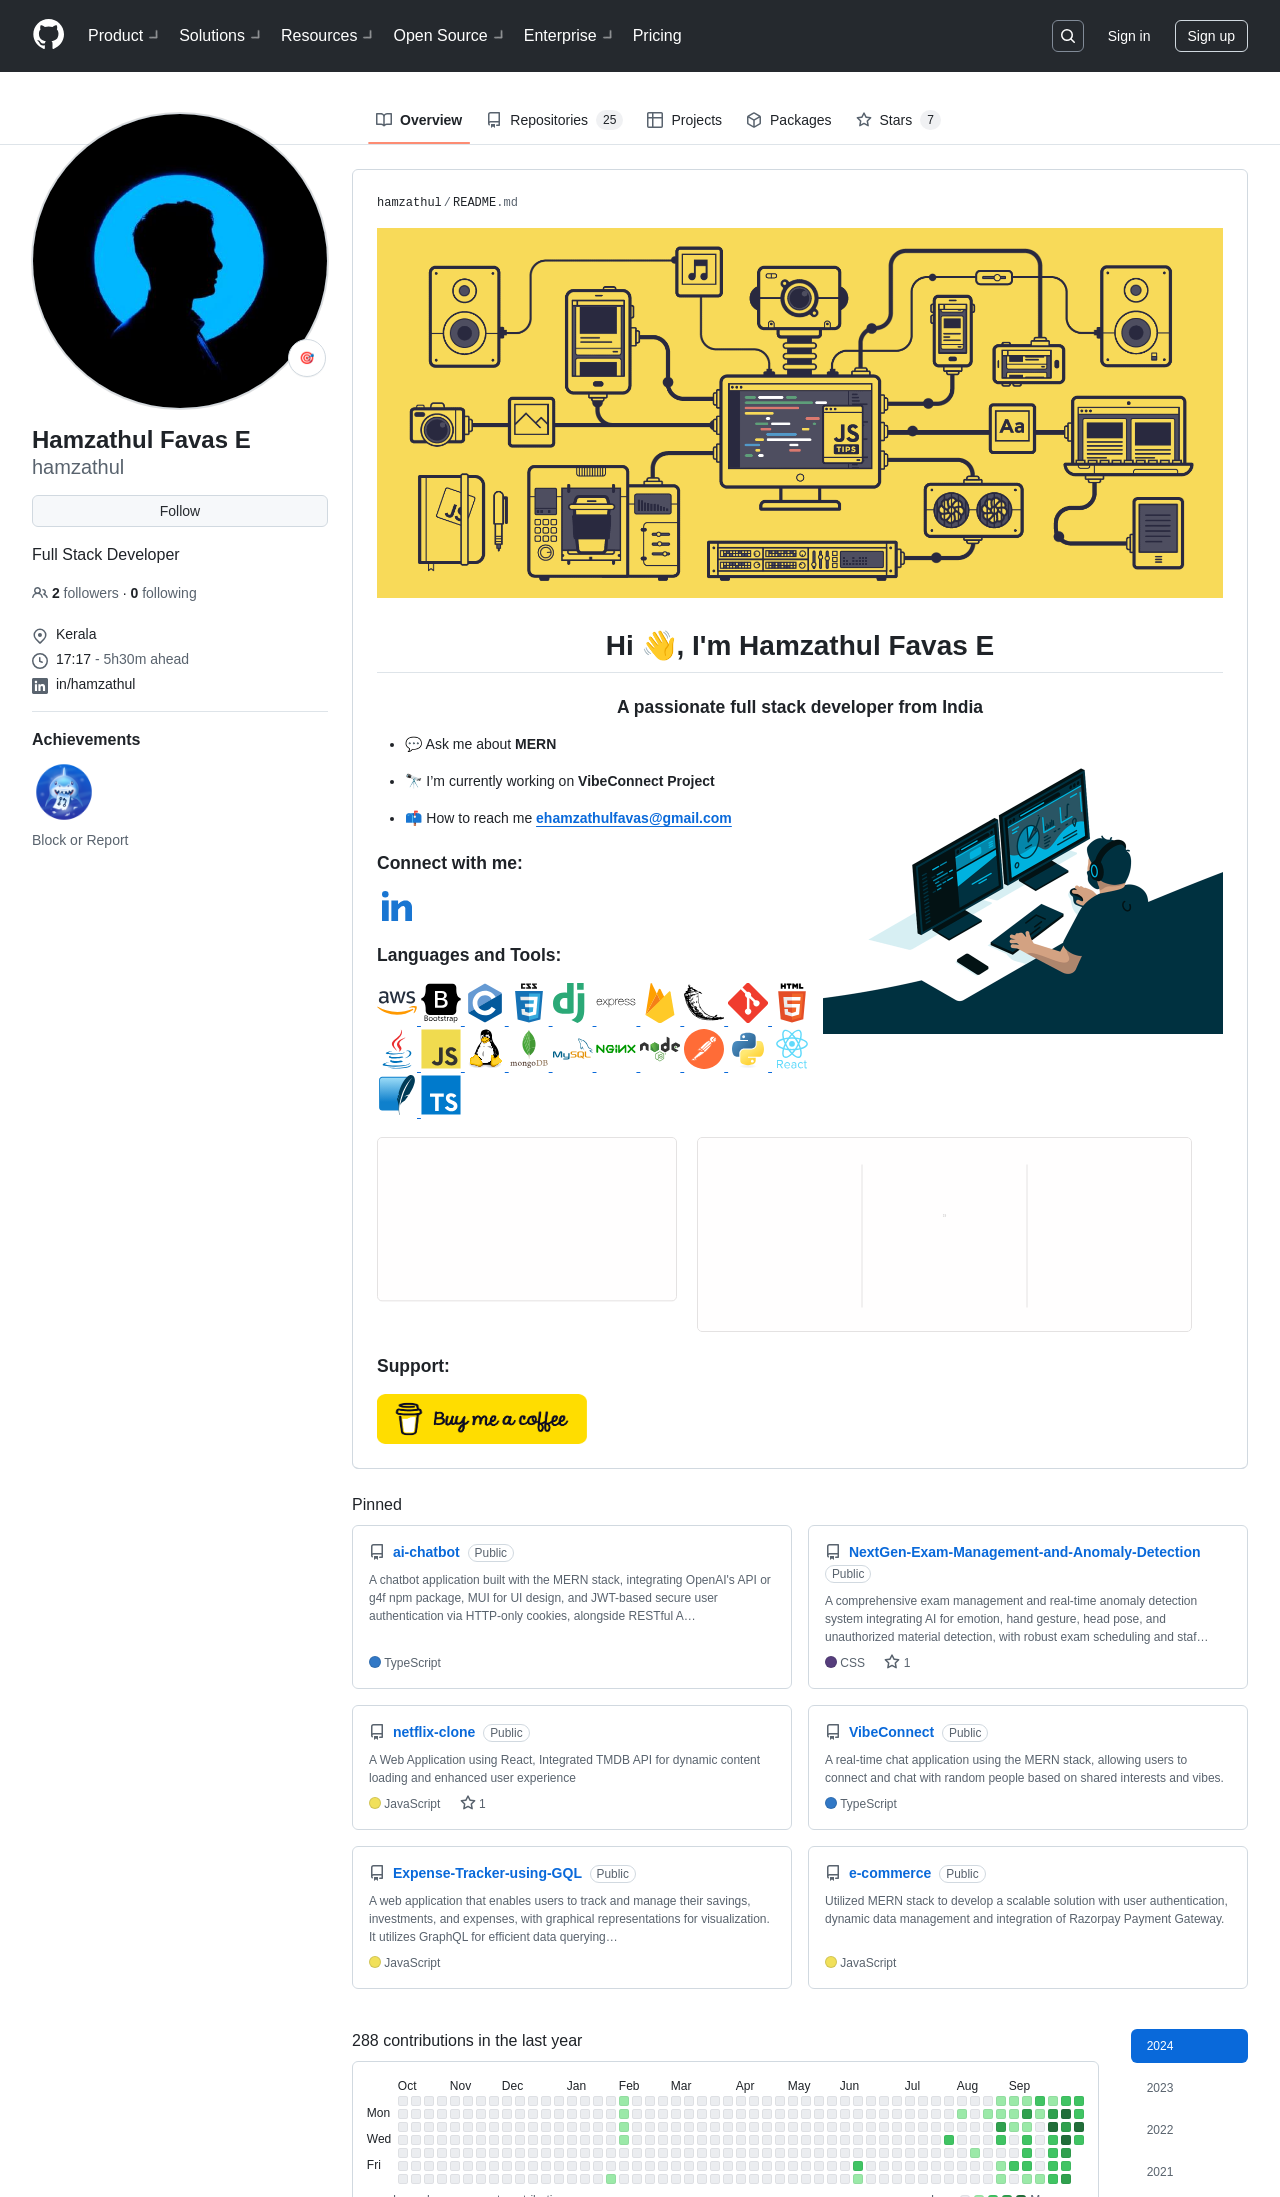 Product
Solutions
Resources
Open Source
Enterprise
Pricing
Sign in
Sign up
Overview
Repositories 25
Projects
Packages
Stars 7
Hamzathul Favas E
hamzathul
Follow
Full Stack Developer
2 followers · 0 following
Kerala
17:17 - 5h30m ahead
in/hamzathul
Achievements
Block or Report
hamzathul/README.md
JS
TIPS
Aa
JS
Hi 👋, I'm Hamzathul Favas E
A passionate full stack developer from India
💬 Ask me about MERN
🔭 I’m currently working on VibeConnect Project
📫 How to reach me ehamzathulfavas@gmail.com
Connect with me:
in
Languages and Tools:
aws B Bootstrap C CSS 3 dj express git HTML 5
Java JS mongoDB MySQL NGINX node JS React
TS
Support:
Buy me a coffee
Pinned
ai-chatbot Public
A chatbot application built with the MERN stack, integrating OpenAI's API or
g4f npm package, MUI for UI design, and JWT-based secure user
authentication via HTTP-only cookies, alongside RESTful A…
TypeScript
NextGen-Exam-Management-and-Anomaly-Detection
Public
A comprehensive exam management and real-time anomaly detection
system integrating AI for emotion, hand gesture, head pose, and
unauthorized material detection, with robust exam scheduling and staf…
CSS 1
netflix-clone Public
A Web Application using React, Integrated TMDB API for dynamic content
loading and enhanced user experience
JavaScript 1
VibeConnect Public
A real-time chat application using the MERN stack, allowing users to
connect and chat with random people based on shared interests and vibes.
TypeScript
Expense-Tracker-using-GQL Public
A web application that enables users to track and manage their savings,
investments, and expenses, with graphical representations for visualization.
It utilizes GraphQL for efficient data querying…
JavaScript
e-commerce Public
Utilized MERN stack to develop a scalable solution with user authentication,
dynamic data management and integration of Razorpay Payment Gateway.
JavaScript
288 contributions in the last year
Oct Nov Dec Jan Feb Mar Apr May Jun Jul Aug Sep
Mon
Wed
Fri
2024
2023
2022
2021